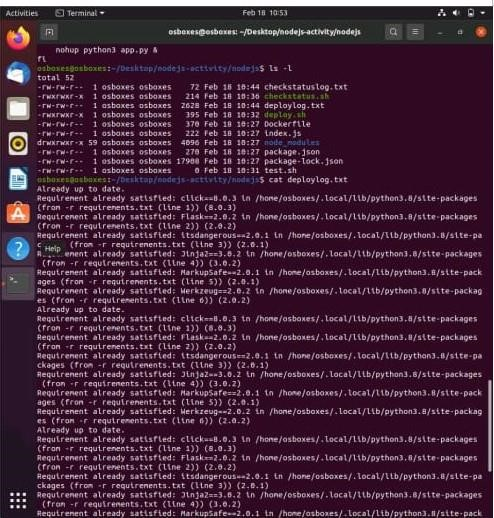 Activities
Terminal
Feb 18 10:53
osboxes@osboxes: ~/Desktop/nodejs-activity/nodejs
nohup python3 app.py &
fi
osboxes@osboxes:~/Desktop/nodejs-activity/nodejs$ ls -l
total 52
-rw-rw-r-- 1 osboxes osboxes 72 Feb 18 10:44 checkstatuslog.txt
-rwxrwxr-x 1 osboxes osboxes 214 Feb 18 10:36 checkstatus.sh
-rw-rw-r-- 1 osboxes osboxes 2628 Feb 18 10:44 deploylog.txt
-rwxrwxr-x 1 osboxes osboxes 395 Feb 18 10:32 deploy.sh
-rw-rw-r-- 1 osboxes osboxes 370 Feb 18 10:27 Dockerfile
-rw-rw-r-- 1 osboxes osboxes 222 Feb 18 10:27 index.js
drwxrwxr-x 59 osboxes osboxes 4096 Feb 18 10:27 node_modules
-rw-rw-r-- 1 osboxes osboxes 270 Feb 18 10:27 package.json
-rw-rw-r-- 1 osboxes osboxes 17900 Feb 18 10:27 package-lock.json
-rw-rw-r-- 1 osboxes osboxes 0 Feb 18 10:31 test.sh
osboxes@osboxes:~/Desktop/nodejs-activity/nodejs$ cat deploylog.txt
Already up to date.
Requirement already satisfied: click==8.0.3 in /home/osboxes/.local/lib/python3.8/site-packages
(from -r requirements.txt (line 1)) (8.0.3)
Requirement already satisfied: Flask==2.0.2 in /home/osboxes/.local/lib/python3.8/site-packages
(from -r requirements.txt (line 2)) (2.0.2)
Requirement already satisfied: itsdangerous==2.0.1 in /home/osboxes/.local/lib/python3.8/site-pa
c
Help
(from -r requirements.txt (line 3)) (2.0.1)
ement already satisfied: Jinja2==3.0.2 in /home/osboxes/.local/lib/python3.8/site-packages
(from -r requirements.txt (line 4)) (3.0.2)
Requirement already satisfied: MarkupSafe==2.0.1 in /home/osboxes/.local/lib/python3.8/site-pack
ages (from -r requirements.txt (line 5)) (2.0.1)
Requirement already satisfied: Werkzeug==2.0.2 in /home/osboxes/.local/lib/python3.8/site-packag
es (from -r requirements.txt (line 6)) (2.0.2)
Already up to date.
Requirement already satisfied: click==8.0.3 in /home/osboxes/.local/lib/python3.8/site-packages
(from -r requirements.txt (line 1)) (8.0.3)
Requirement already satisfied: Flask==2.0.2 in /home/osboxes/.local/lib/python3.8/site-packages
(from -r requirements.txt (line 2)) (2.0.2)
Requirement already satisfied: itsdangerous==2.0.1 in /home/osboxes/.local/lib/python3.8/site-pa
ckages (from -r requirements.txt (line 3)) (2.0.1)
Requirement already satisfied: Jinja2==3.0.2 in /home/osboxes/.local/lib/python3.8/site-packages
(from -r requirements.txt (line 4)) (3.0.2)
Requirement already satisfied: MarkupSafe==2.0.1 in /home/osboxes/.local/lib/python3.8/site-pack
ages (from -r requirements.txt (line 5)) (2.0.1)
Requirement already satisfied: Werkzeug==2.0.2 in /home/osboxes/.local/lib/python3.8/site-packag
es (from -r requirements.txt (line 6)) (2.0.2)
Already up to date.
Requirement already satisfied: click==8.0.3 in /home/osboxes/.local/lib/python3.8/site-packages
(from -r requirements.txt (line 1)) (8.0.3)
Requirement already satisfied: Flask==2.0.2 in /home/osboxes/.local/lib/python3.8/site-packages
(from -r requirements.txt (line 2)) (2.0.2)
Requirement already satisfied: itsdangerous==2.0.1 in /home/osboxes/.local/lib/python3.8/site-pa
ckages (from -r requirements.txt (line 3)) (2.0.1)
Requirement already satisfied: Jinja2==3.0.2 in /home/osboxes/.local/lib/python3.8/site-packages
(from -r requirements.txt (line 4)) (3.0.2)
Requirement already satisfied: MarkupSafe==2.0.1 in /home/osboxes/.local/lib/python3.8/site-pack